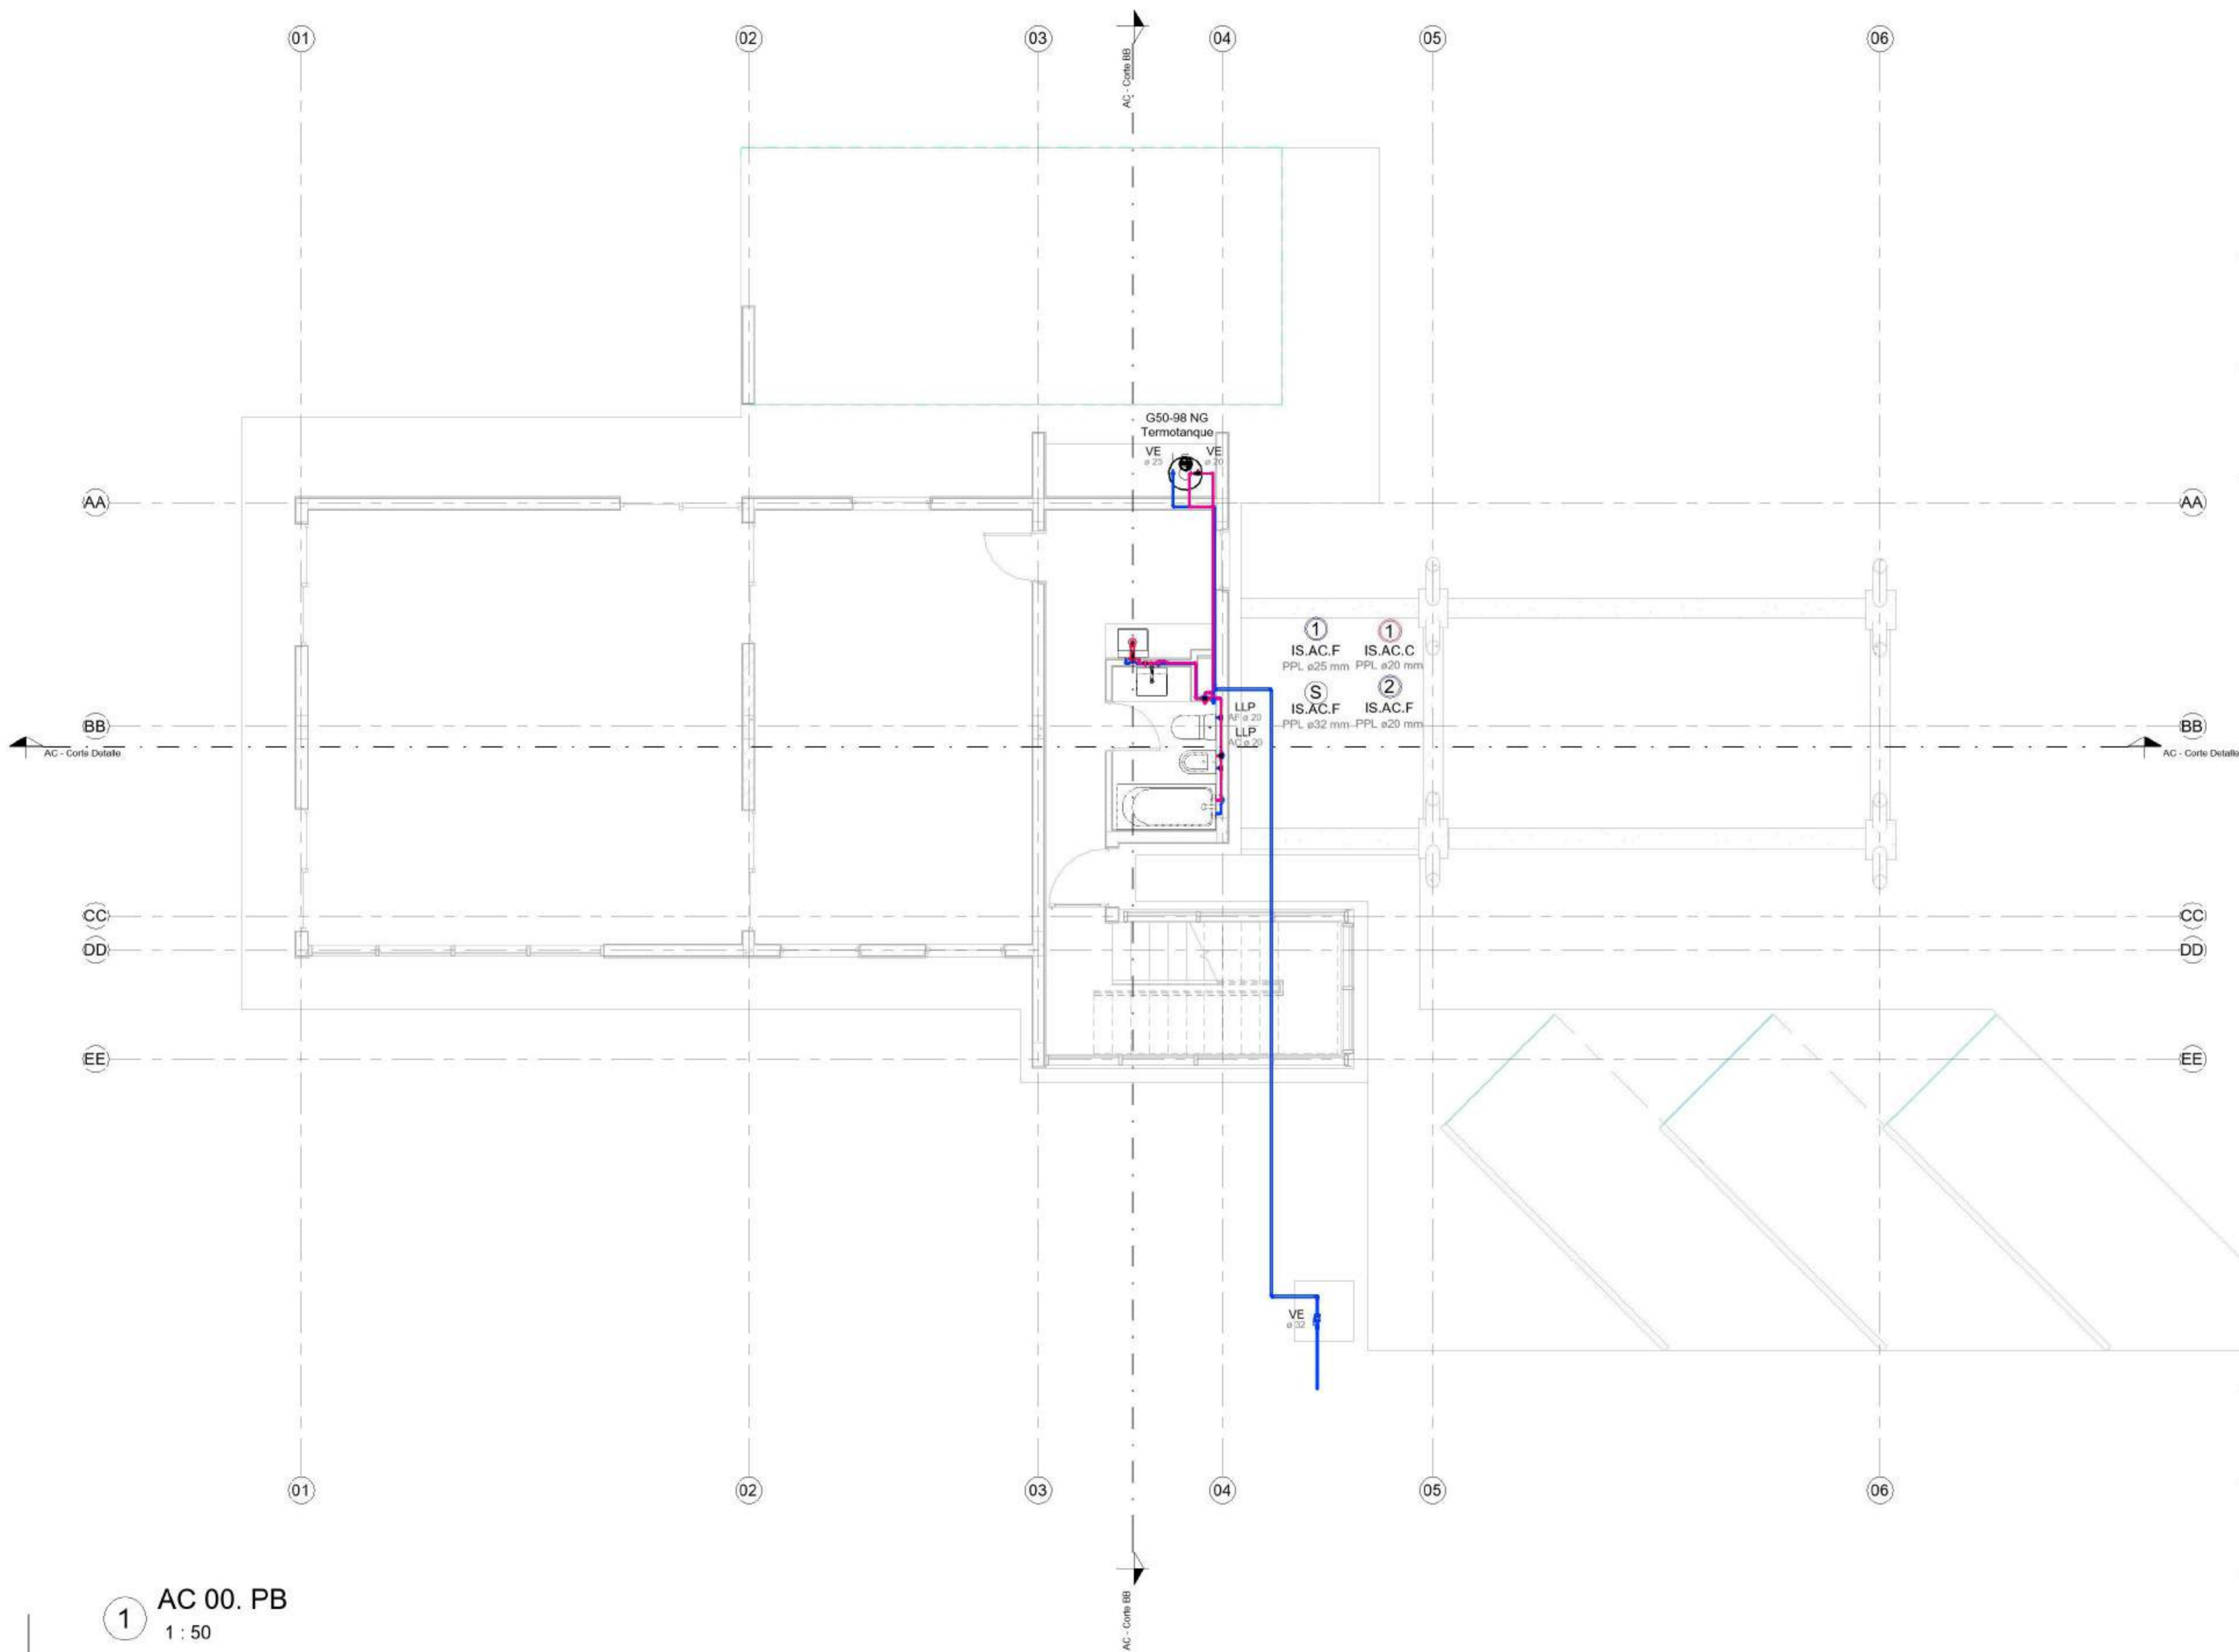 01
02
03
04
05
06
AC - Corte BB
G50-98 NG
Termotanque
VE
ø 25
VE
ø 20
AA
AA
1
IS.AC.F
PPL ø25 mm
1
IS.AC.C
PPL ø20 mm
S
IS.AC.F
PPL ø32 mm
2
IS.AC.F
PPL ø20 mm
LLP
AF ø 20
LLP
AC ø 20
BB
BB
AC - Corte Detalle
AC - Corte Detalle
CC
CC
DD
DD
EE
EE
VE
ø 32
01
02
03
04
05
06
AC - Corte BB
1
AC 00. PB
1 : 50